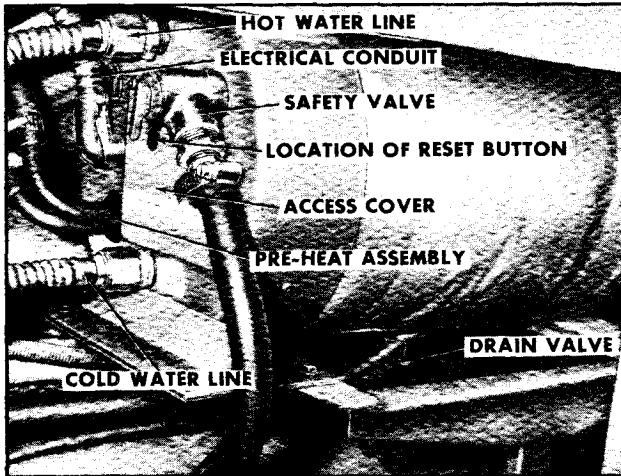 HOT WATER LINE
ELECTRICAL CONDUIT
SAFETY VALVE
LOCATION OF RESET BUTTON
ACCESS COVER
PRE-HEAT ASSEMBLY
DRAIN VALVE
COLD WATER LINE